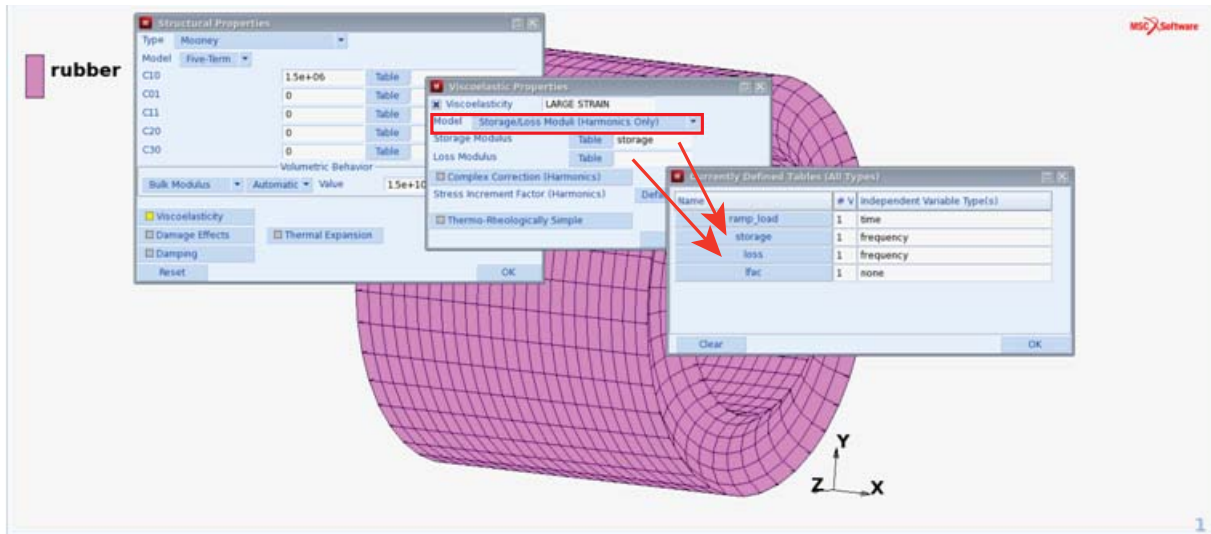 MSC Software
rubber
Structural Properties
Type Mooney
Model Five-Term
C10 1.5e+06 Table
C01 0 Table
C11 0 Table
C20 0 Table
C30 0 Table
Volumetric Behavior
Bulk Modulus Automatic Value 1.5e+10
Viscoelasticity
Damage Effects Thermal Expansion
Damping
Reset OK
Viscoelastic Properties
Viscoelasticity LARGE STRAIN
Model Storage/Loss Moduli (Harmonics Only)
Storage Modulus Table storage
Loss Modulus Table
Complex Correction (Harmonics)
Stress Increment Factor (Harmonics)
Thermo-Rheologically Simple
Currently Defined Tables (All Types)
Name # V Independent Variable Type(s)
ramp_load 1 time
storage 1 frequency
loss 1 frequency
1 none
Clear OK
Y
Z X
1